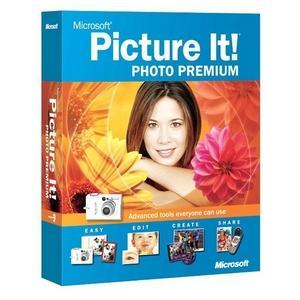 Microsoft®
Picture It!®
PHOTO PREMIUM
Advanced tools everyone can use
EASY EDIT CREATE SHARE
Microsoft
Microsoft
Picture It!
PHOTO PREMIUM